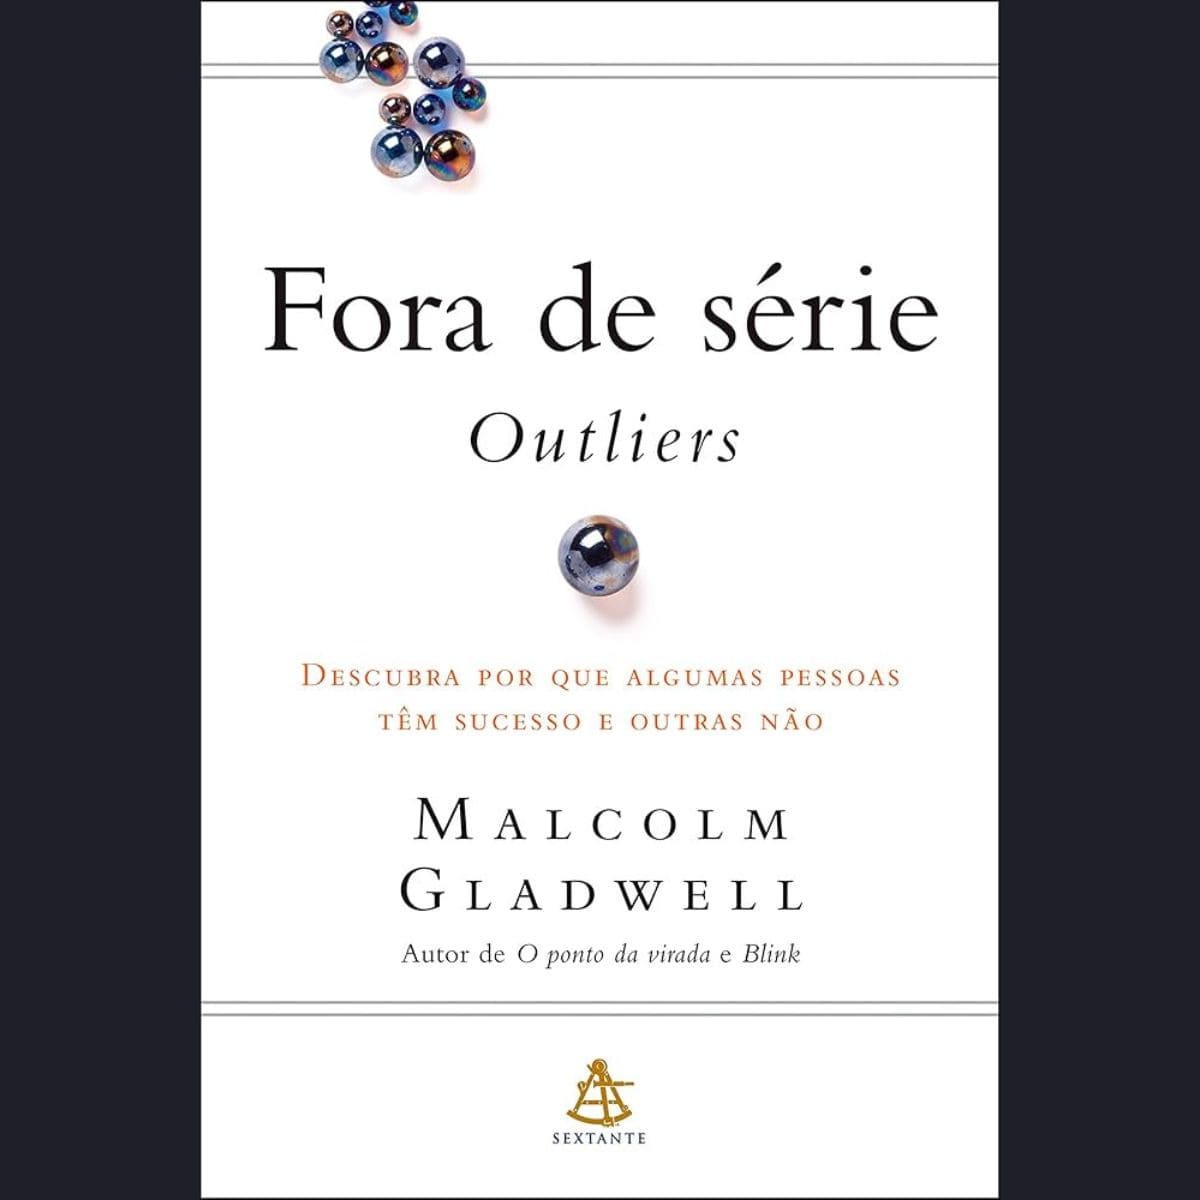 Fora de série
Outliers
DESCUBRA POR QUE ALGUMAS PESSOAS
TÊM SUCESSO E OUTRAS NÃO
MALCOLM
GLADWELL
Autor de O ponto da virada e Blink
SEXTANTE